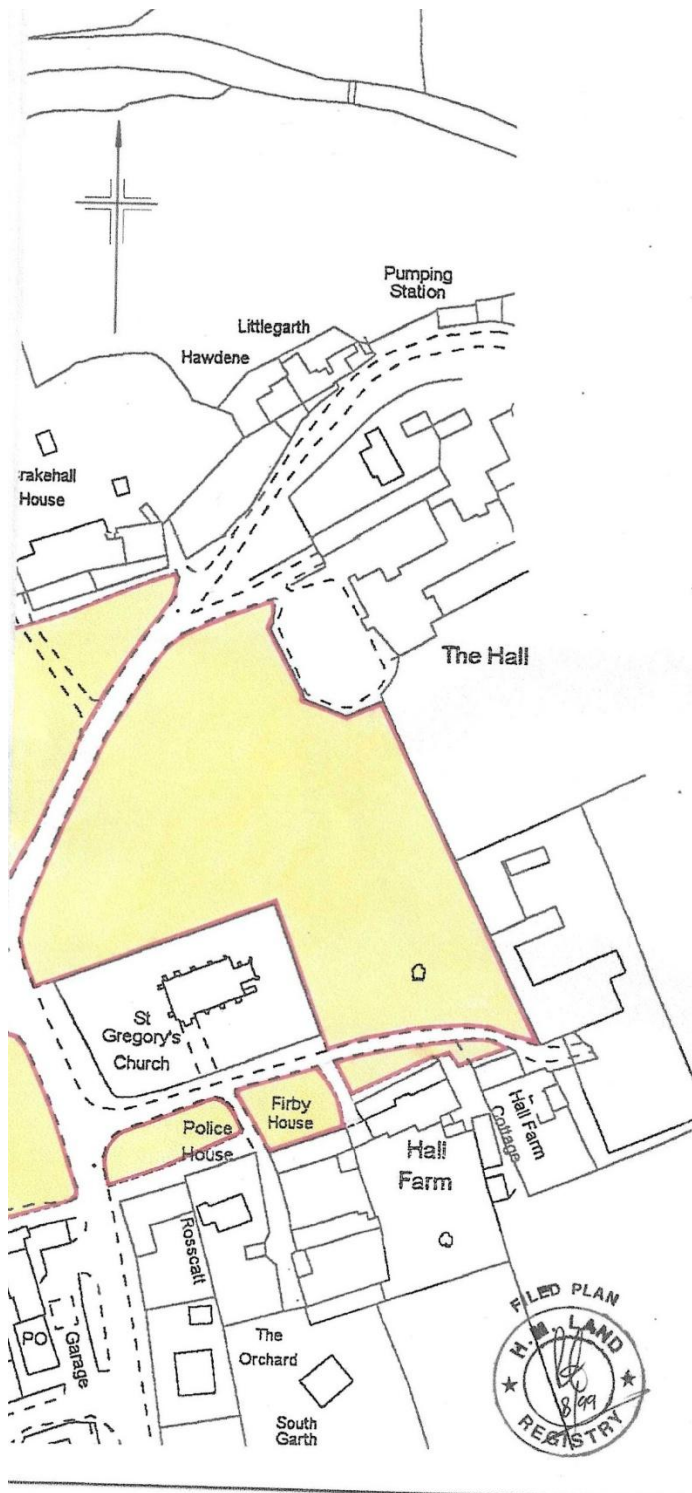 Pumping
Station
Littlegarth
Hawdene
rakehall
House
The Hall
St
Gregory's
Church
Police
House
Firby
House
Hall
Farm
Hall Farm
Cottage
Rosscatt
PO
Garage
The
Orchard
South
Garth
FILED PLAN
H.M. LAND
REGISTRY
8/99